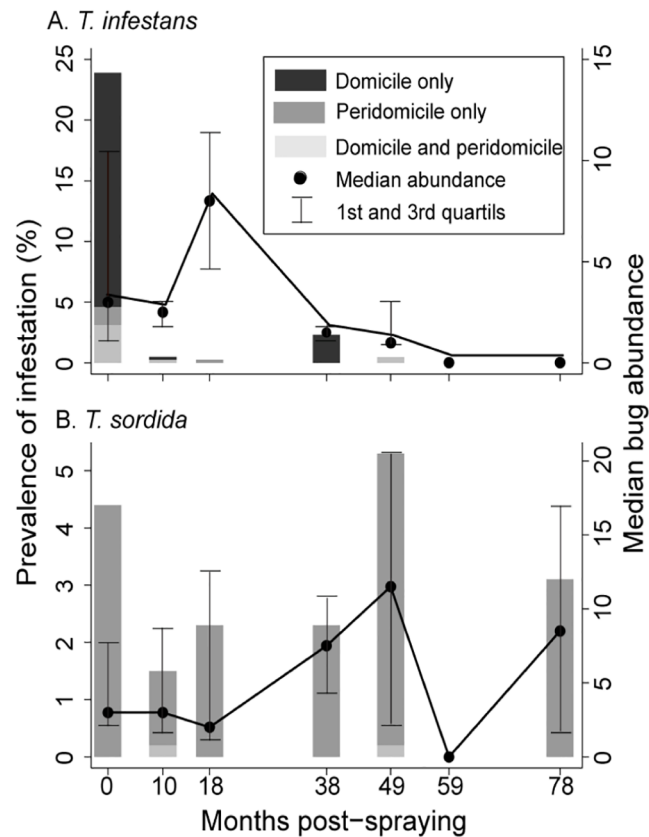 A. T. infestans
Domicile only
Peridomicile only
Domicile and peridomicile
Median abundance
1st and 3rd quartils
Prevalence of infestation (%)
0 5 10 15 20 25
0 5 10 15
Median bug abundance
B. T. sordida
0 1 2 3 4 5
0 5 10 15 20
0 10 18 38 49 59 78
Months post-spraying